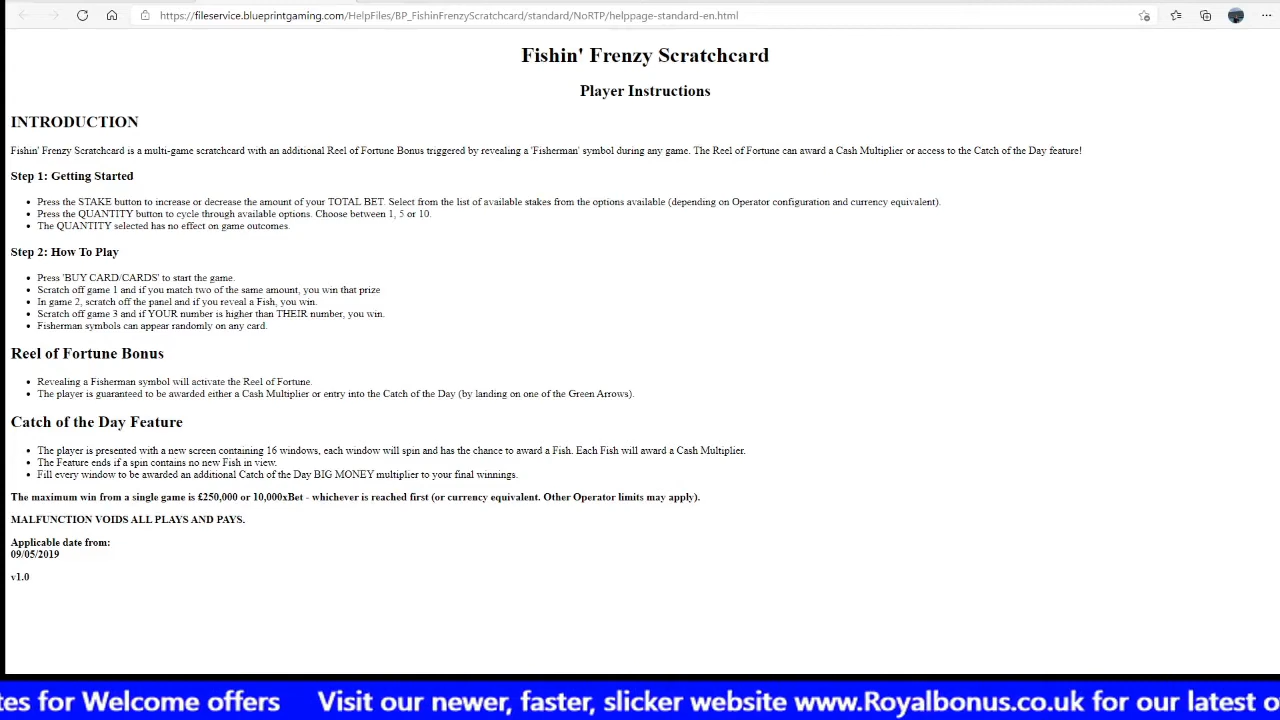 https://fileservice.blueprintgaming.com/HelpFiles/BP_FishinFrenzyScratchcard/standard/NoRTP/helppage-standard-en.html
Fishin' Frenzy Scratchcard
Player Instructions
INTRODUCTION
Fishin' Frenzy Scratchcard is a multi-game scratchcard with an additional Reel of Fortune Bonus triggered by revealing a 'Fisherman' symbol during any game. The Reel of Fortune can award a Cash Multiplier or access to the Catch of the Day feature!
Step 1: Getting Started
• Press the STAKE button to increase or decrease the amount of your TOTAL BET. Select from the list of available stakes from the options available (depending on Operator configuration and currency equivalent).
• Press the QUANTITY button to cycle through available options. Choose between 1, 5 or 10.
• The QUANTITY selected has no effect on game outcomes.
Step 2: How To Play
• Press 'BUY CARD/CARDS' to start the game.
• Scratch off game 1 and if you match two of the same amount, you win that prize
• In game 2, scratch off the panel and if you reveal a Fish, you win.
• Scratch off game 3 and if YOUR number is higher than THEIR number, you win.
• Fisherman symbols can appear randomly on any card.
Reel of Fortune Bonus
• Revealing a Fisherman symbol will activate the Reel of Fortune.
• The player is guaranteed to be awarded either a Cash Multiplier or entry into the Catch of the Day (by landing on one of the Green Arrows).
Catch of the Day Feature
• The player is presented with a new screen containing 16 windows, each window will spin and has the chance to award a Fish. Each Fish will award a Cash Multiplier.
• The Feature ends if a spin contains no new Fish in view.
• Fill every window to be awarded an additional Catch of the Day BIG MONEY multiplier to your final winnings.
The maximum win from a single game is £250,000 or 10,000xBet - whichever is reached first (or currency equivalent. Other Operator limits may apply).
MALFUNCTION VOIDS ALL PLAYS AND PAYS.
Applicable date from:
09/05/2019
v1.0
tes for Welcome offers Visit our newer, faster, slicker website www.Royalbonus.co.uk for our latest o